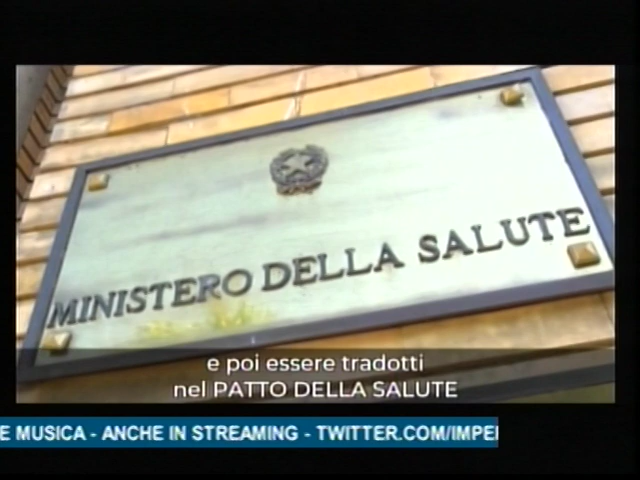 MINISTERO DELLA SALUTE
e poi essere tradotti
nel PATTO DELLA SALUTE
E MUSICA - ANCHE IN STREAMING - TWITTER.COM/IMPE